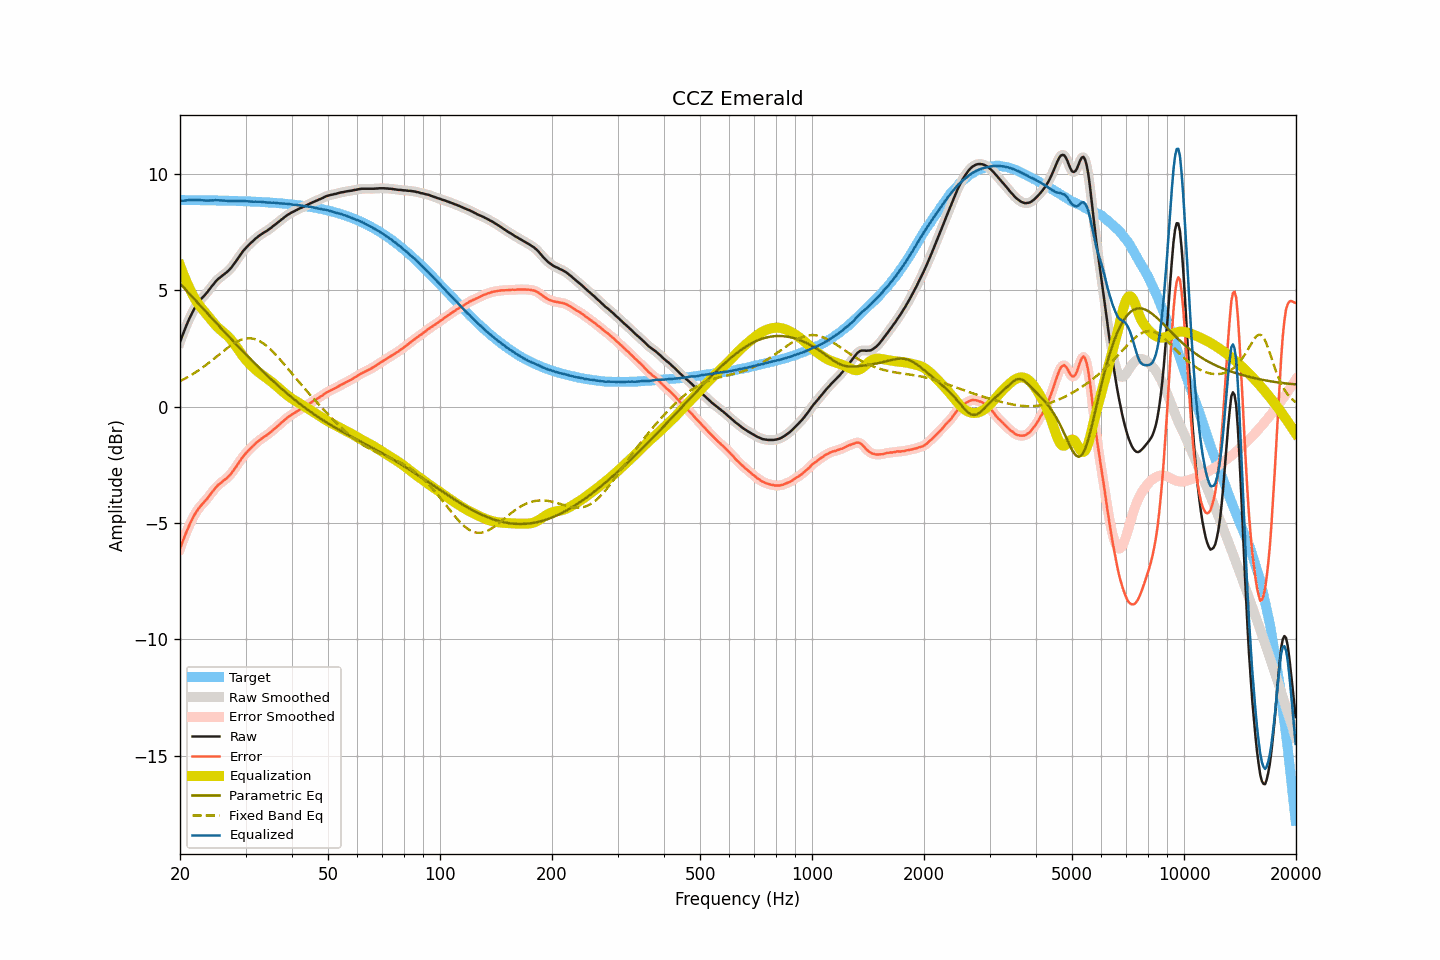 CCZ Emerald
Amplitude (dBr)
10
5
0
−5
−10
−15
Target
Raw Smoothed
Error Smoothed
Raw
Error
Equalization
Parametric Eq
Fixed Band Eq
Equalized
20 50 100 200 500 1000 2000 5000 10000 20000
Frequency (Hz)